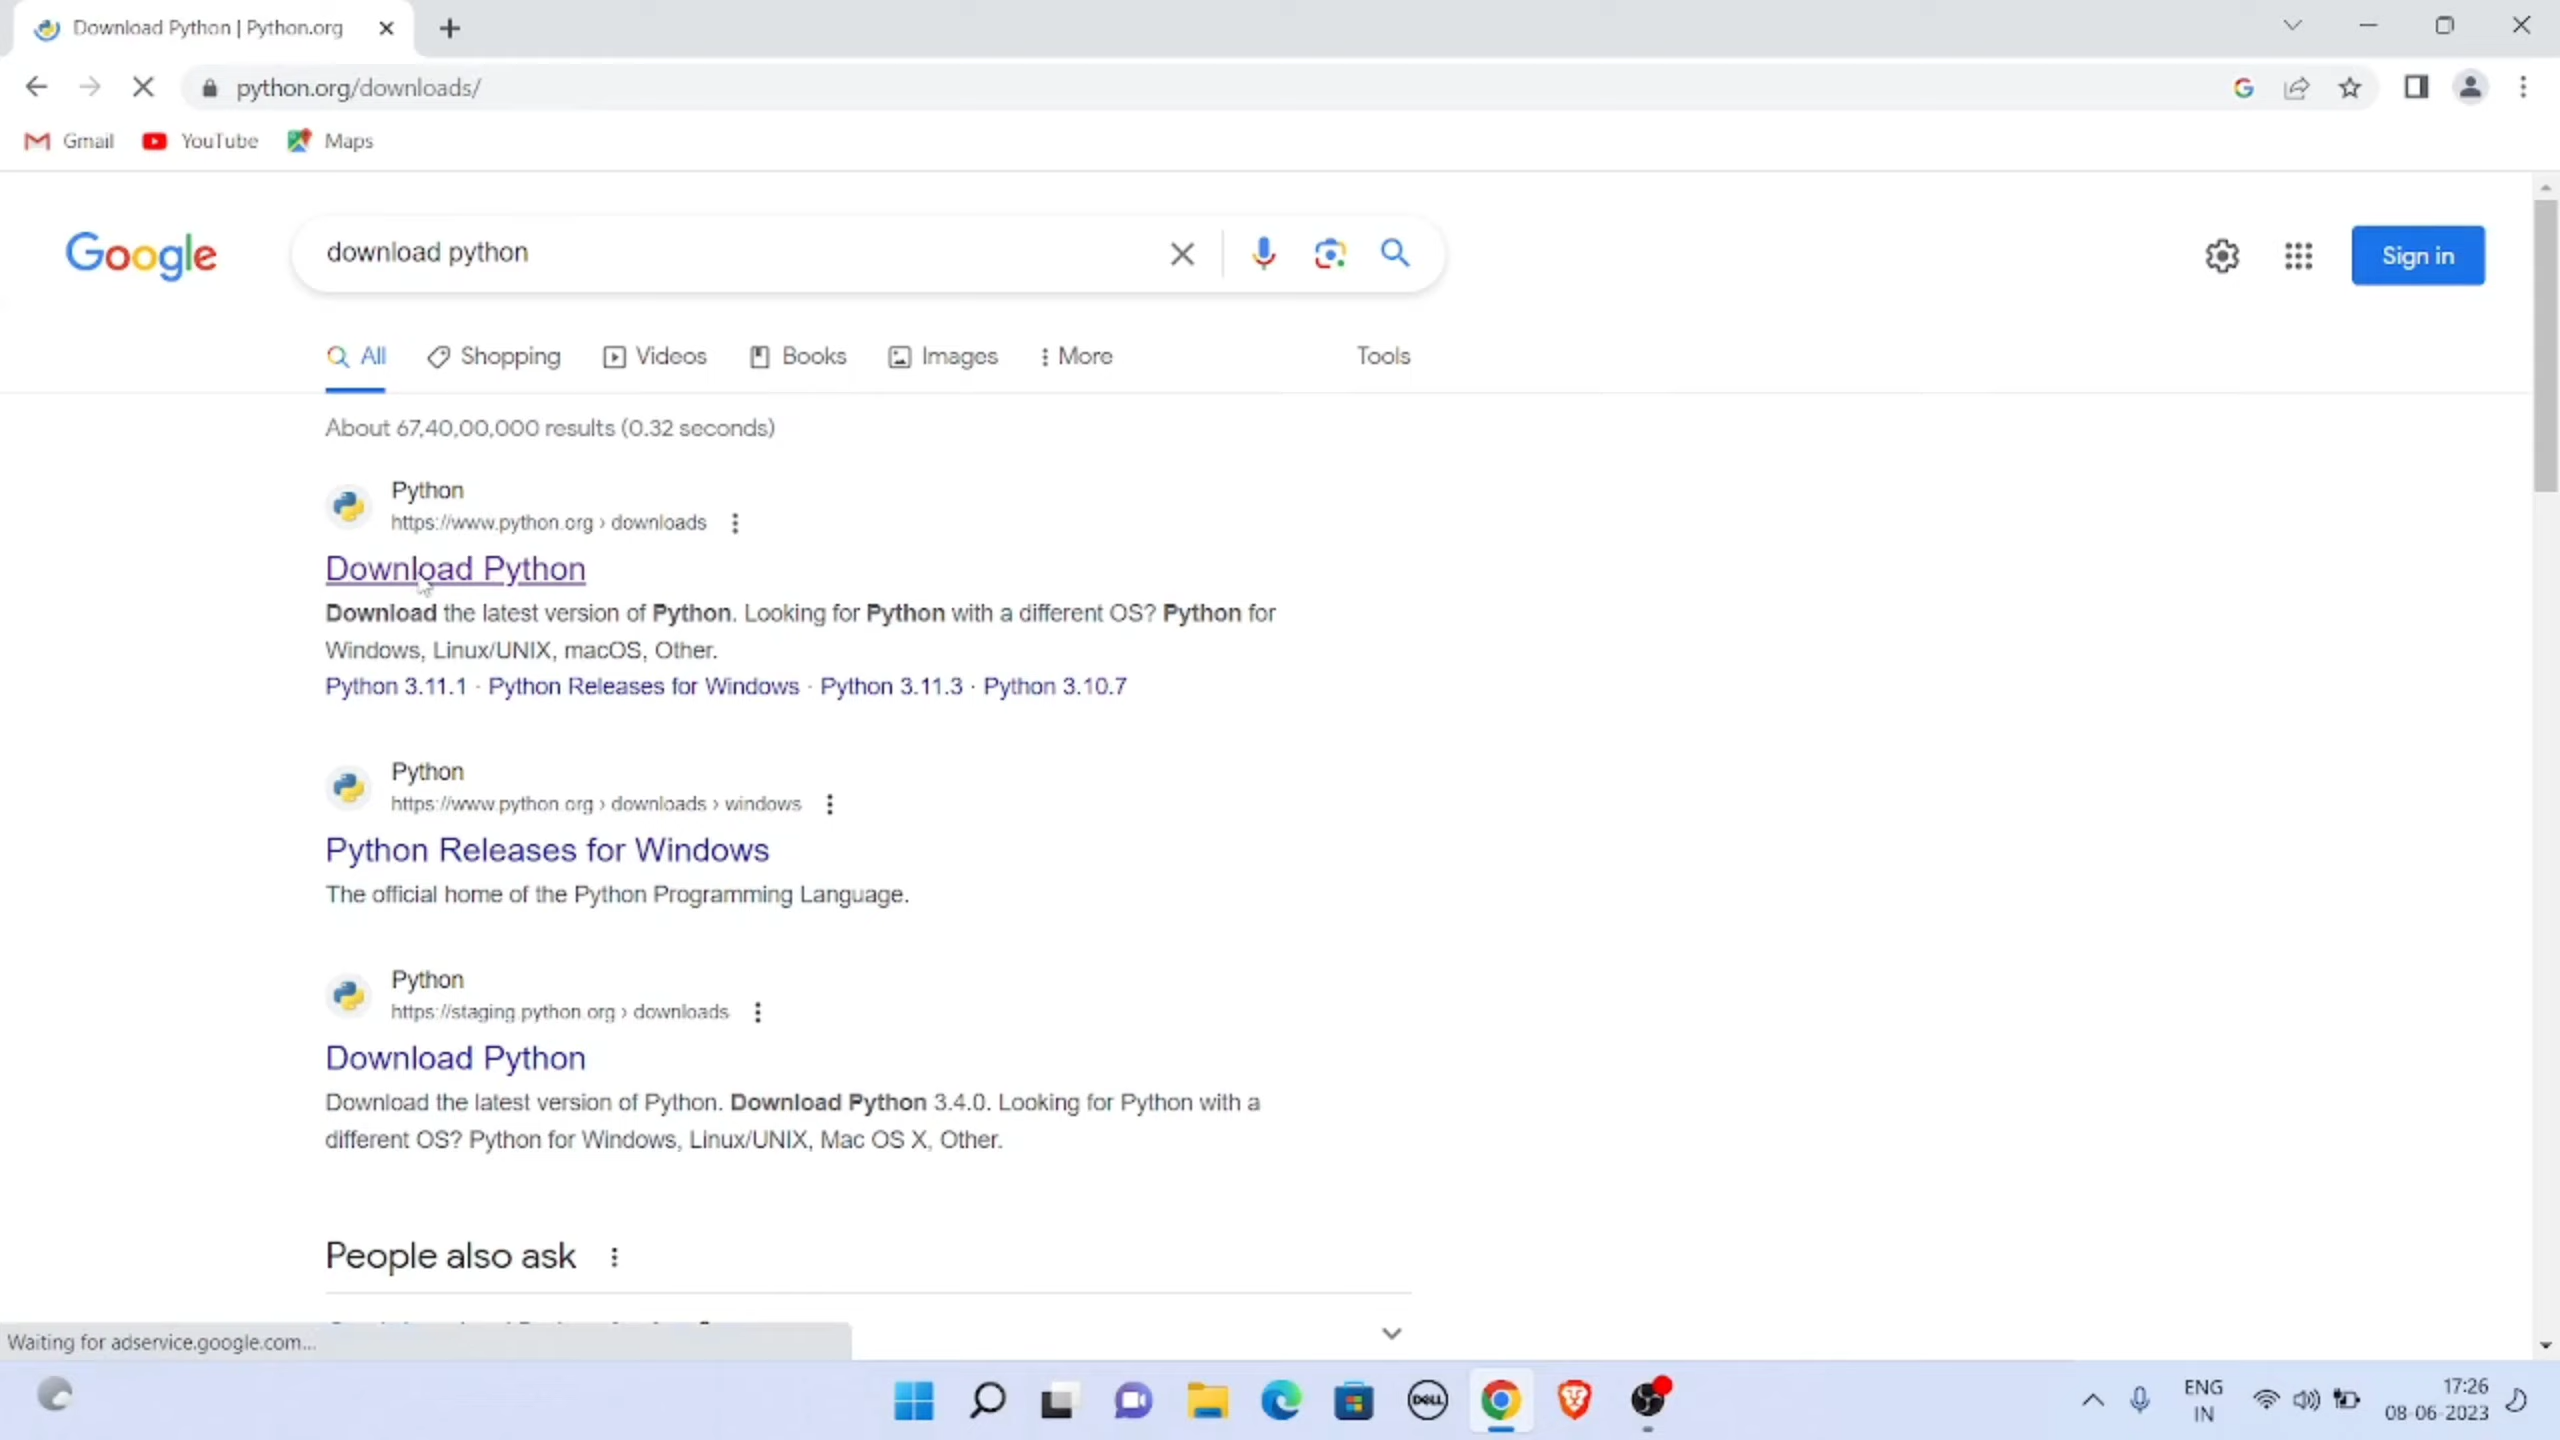 Download Python | Python.org
python.org/downloads/
Gmail YouTube Maps
Google download python Sign in
All Shopping Videos Books Images More Tools
About 67,40,00,000 results (0.32 seconds)
Python
https://www.python.org › downloads
Download Python
Download the latest version of Python. Looking for Python with a different OS? Python for
Windows, Linux/UNIX, macOS, Other.
Python 3.11.1 · Python Releases for Windows · Python 3.11.3 · Python 3.10.7
Python
https://www.python.org › downloads › windows
Python Releases for Windows
The official home of the Python Programming Language.
Python
https://staging.python.org › downloads
Download Python
Download the latest version of Python. Download Python 3.4.0. Looking for Python with a
different OS? Python for Windows, Linux/UNIX, Mac OS X, Other.
People also ask
Waiting for adservice.google.com...
DELL
ENG
IN
17:26
08-06-2023